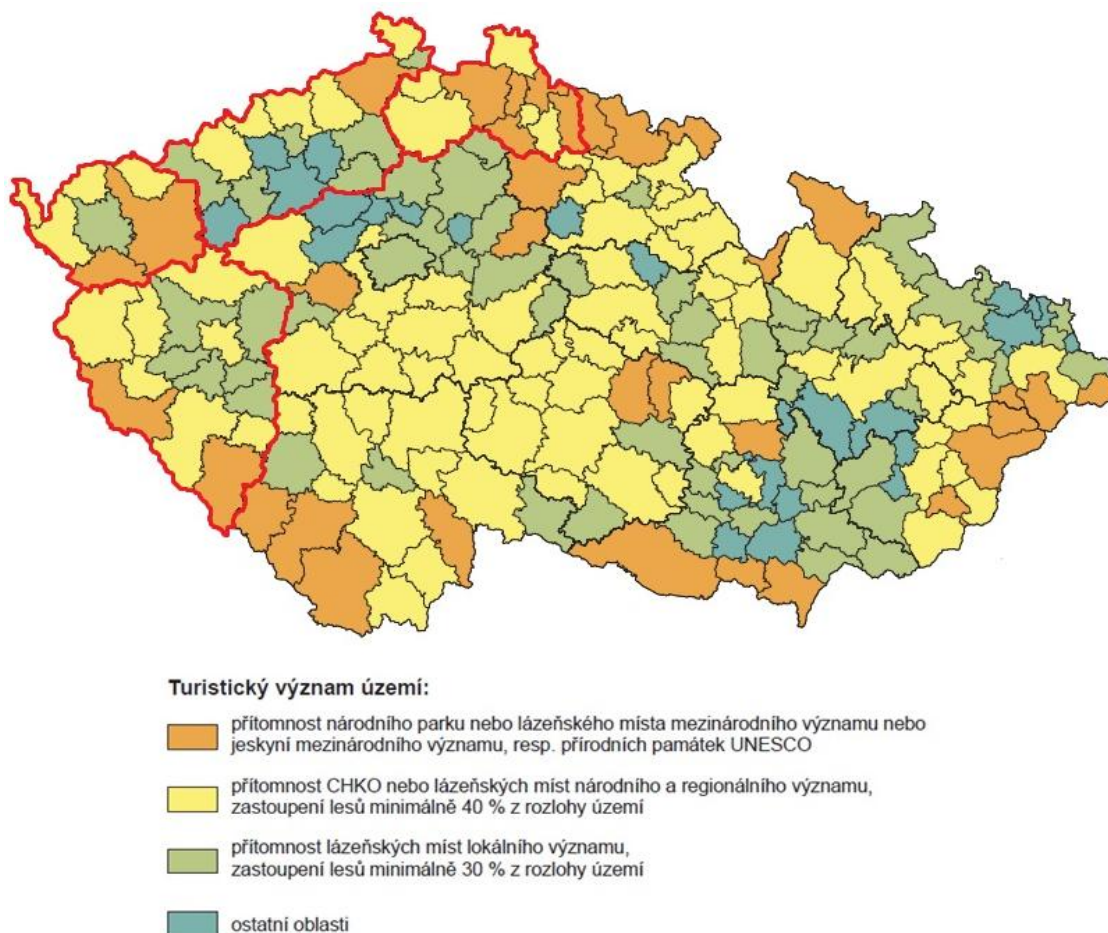 Turistický význam území:
přítomnost národního parku nebo lázeňského místa mezinárodního významu nebo
jeskyní mezinárodního významu, resp. přírodních památek UNESCO
přítomnost CHKO nebo lázeňských míst národního a regionálního významu,
zastoupení lesů minimálně 40 % z rozlohy území
přítomnost lázeňských míst lokálního významu,
zastoupení lesů minimálně 30 % z rozlohy území
ostatní oblasti